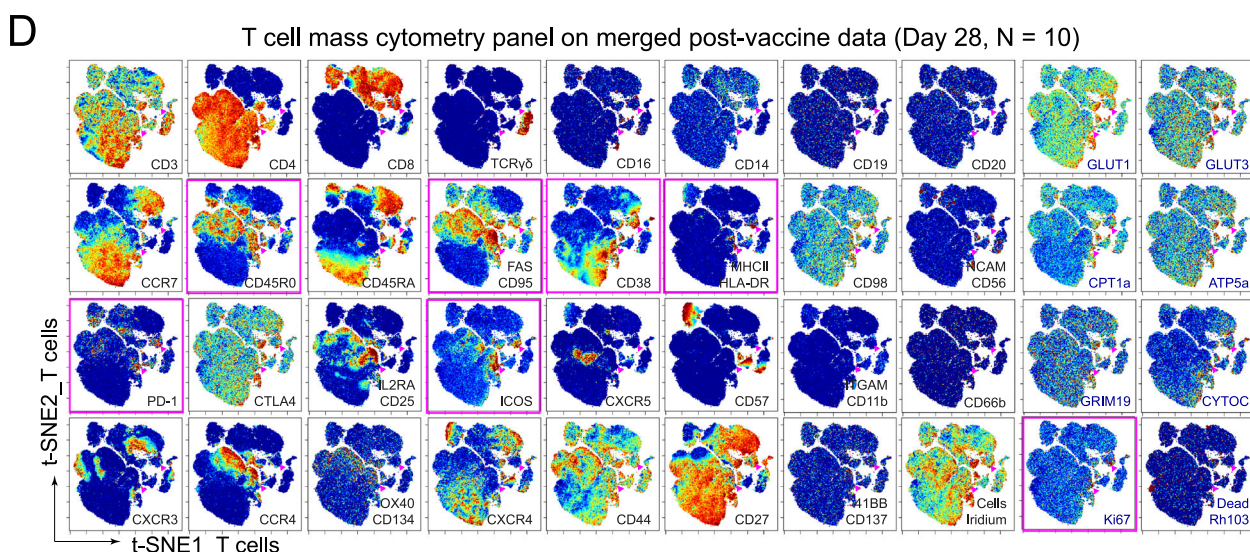 D
T cell mass cytometry panel on merged post-vaccine data (Day 28, N = 10)
CD3
CD4
CD8
TCRγδ
CD16
CD14
CD19
CD20
GLUT1
GLUT3
CCR7
CD45R0
CD45RA
FAS
CD95
CD38
MHCII
HLA-DR
CD98
NCAM
CD56
CPT1a
ATP5a
PD-1
CTLA4
IL2RA
CD25
ICOS
CXCR5
CD57
ITGAM
CD11b
CD66b
GRIM19
CYTOC
CXCR3
CCR4
OX40
CD134
CXCR4
CD44
CD27
41BB
CD137
Cells
Iridium
Ki67
Dead
Rh103
t-SNE2_T cells
t-SNE1_T cells